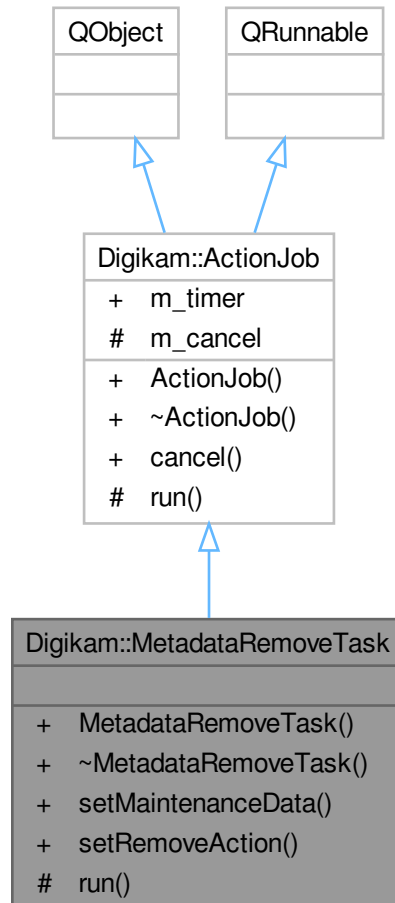 QObject
QRunnable
Digikam::ActionJob
+ m_timer
# m_cancel
+ ActionJob()
+ ~ActionJob()
+ cancel()
# run()
Digikam::MetadataRemoveTask
+ MetadataRemoveTask()
+ ~MetadataRemoveTask()
+ setMaintenanceData()
+ setRemoveAction()
# run()